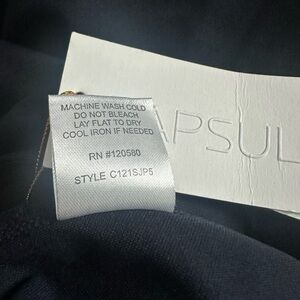 MACHINE WASH COLD
DO NOT BLEACH
LAY FLAT TO DRY
COOL IRON IF NEEDED
RN #120580
STYLE C121SJP5
APSUL